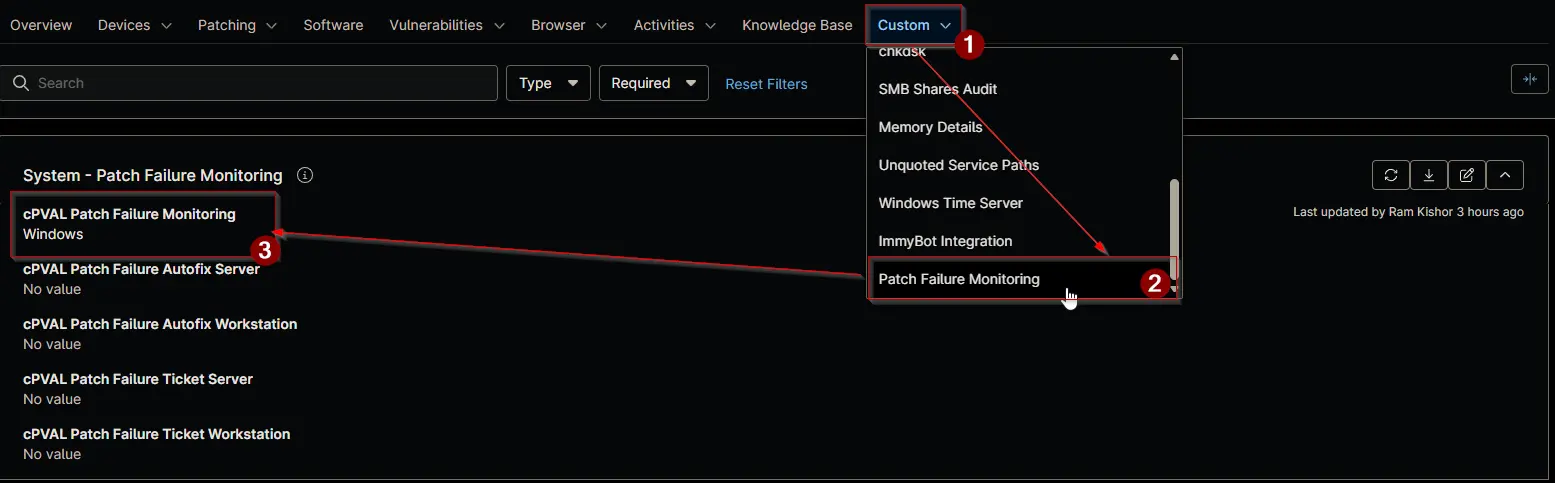 Overview Devices Patching Software Vulnerabilities Browser Activities Knowledge Base Custom
1
chkdsk
Search Type Required Reset Filters
SMB Shares Audit
Memory Details
Unquoted Service Paths
Windows Time Server
ImmyBot Integration
Patch Failure Monitoring
2
System - Patch Failure Monitoring
Last updated by Ram Kishor 3 hours ago
cPVAL Patch Failure Monitoring
Windows
3
cPVAL Patch Failure Autofix Server
No value
cPVAL Patch Failure Autofix Workstation
No value
cPVAL Patch Failure Ticket Server
No value
cPVAL Patch Failure Ticket Workstation
No value